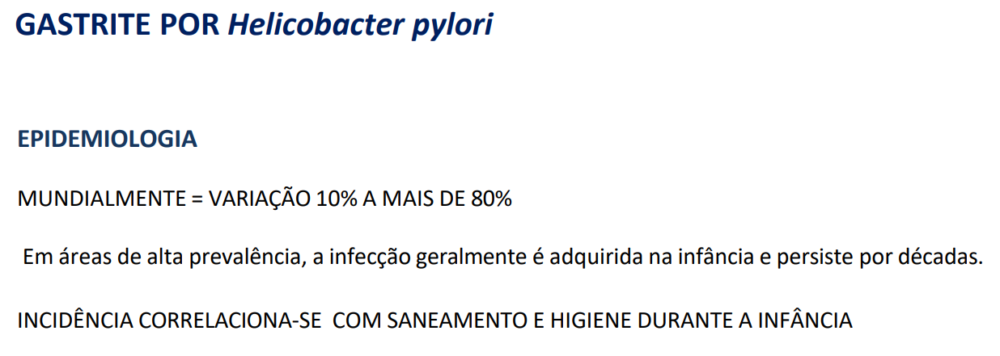 GASTRITE POR Helicobacter pylori
EPIDEMIOLOGIA
MUNDIALMENTE = VARIAÇÃO 10% A MAIS DE 80%
Em áreas de alta prevalência, a infecção geralmente é adquirida na infância e persiste por décadas.
INCIDÊNCIA CORRELACIONA-SE COM SANEAMENTO E HIGIENE DURANTE A INFÂNCIA